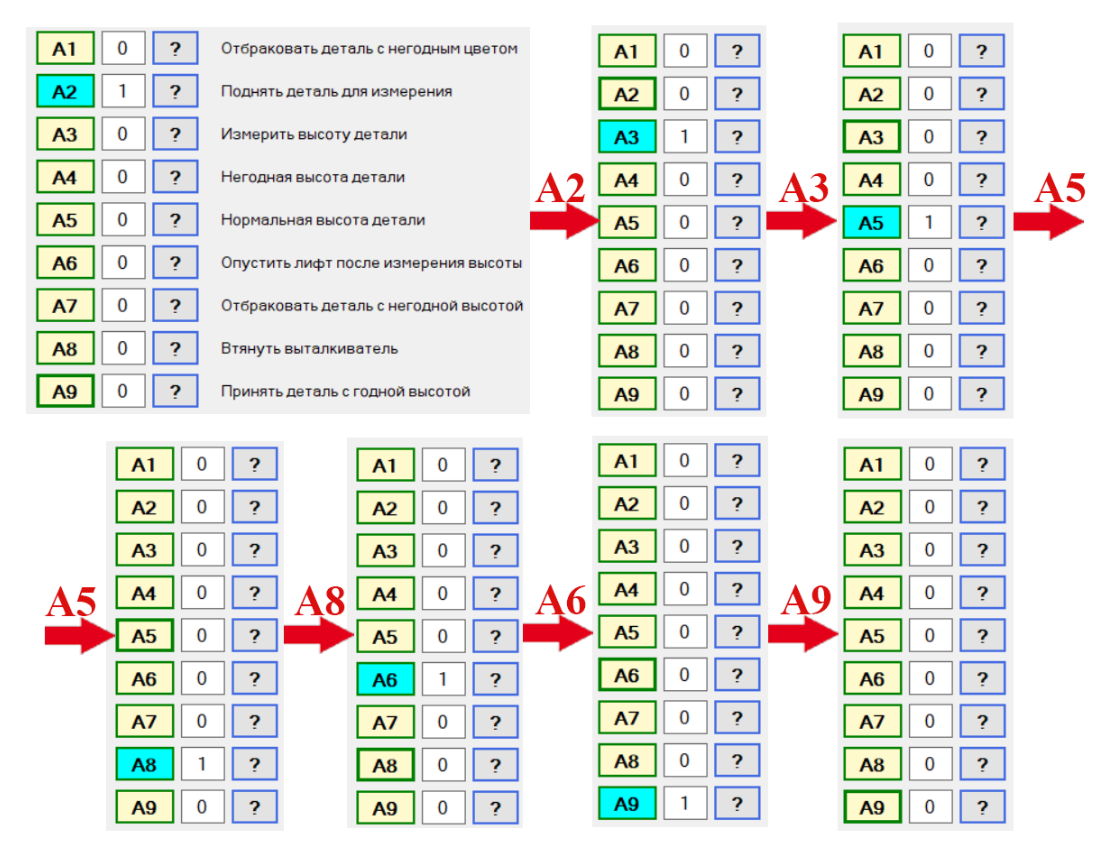 A1 0 ? Отбраковать деталь с негодным цветом
A2 1 ? Поднять деталь для измерения
A3 0 ? Измерить высоту детали
A4 0 ? Негодная высота детали
A5 0 ? Нормальная высота детали
A6 0 ? Опустить лифт после измерения высоты
A7 0 ? Отбраковать деталь с негодной высотой
A8 0 ? Втянуть выталкиватель
A9 0 ? Принять деталь с годной высотой
A2
A1 0 ?
A2 0 ?
A3 1 ?
A4 0 ?
A5 0 ?
A6 0 ?
A7 0 ?
A8 0 ?
A9 0 ?
A3
A1 0 ?
A2 0 ?
A3 0 ?
A4 0 ?
A5 1 ?
A6 0 ?
A7 0 ?
A8 0 ?
A9 0 ?
A5
A5
A1 0 ?
A2 0 ?
A3 0 ?
A4 0 ?
A5 0 ?
A6 0 ?
A7 0 ?
A8 1 ?
A9 0 ?
A8
A1 0 ?
A2 0 ?
A3 0 ?
A4 0 ?
A5 0 ?
A6 1 ?
A7 0 ?
A8 0 ?
A9 0 ?
A6
A1 0 ?
A2 0 ?
A3 0 ?
A4 0 ?
A5 0 ?
A6 0 ?
A7 0 ?
A8 0 ?
A9 1 ?
A9
A1 0 ?
A2 0 ?
A3 0 ?
A4 0 ?
A5 0 ?
A6 0 ?
A7 0 ?
A8 0 ?
A9 0 ?